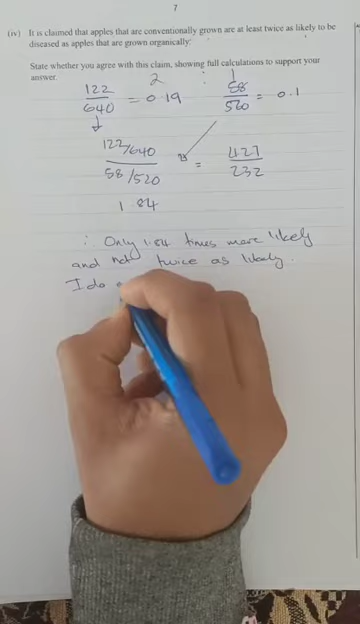 7
(iv) It is claimed that apples that are conventionally grown are at least twice as likely to be
diseased as apples that are grown organically.
State whether you agree with this claim, showing full calculations to support your
answer.
2 :
122/640 = 0.19 58/520 = 0.1
122/640 / 58/520 = 427/232
1.84
∴ Only 1.84 times more likely
and not twice as likely.
I do